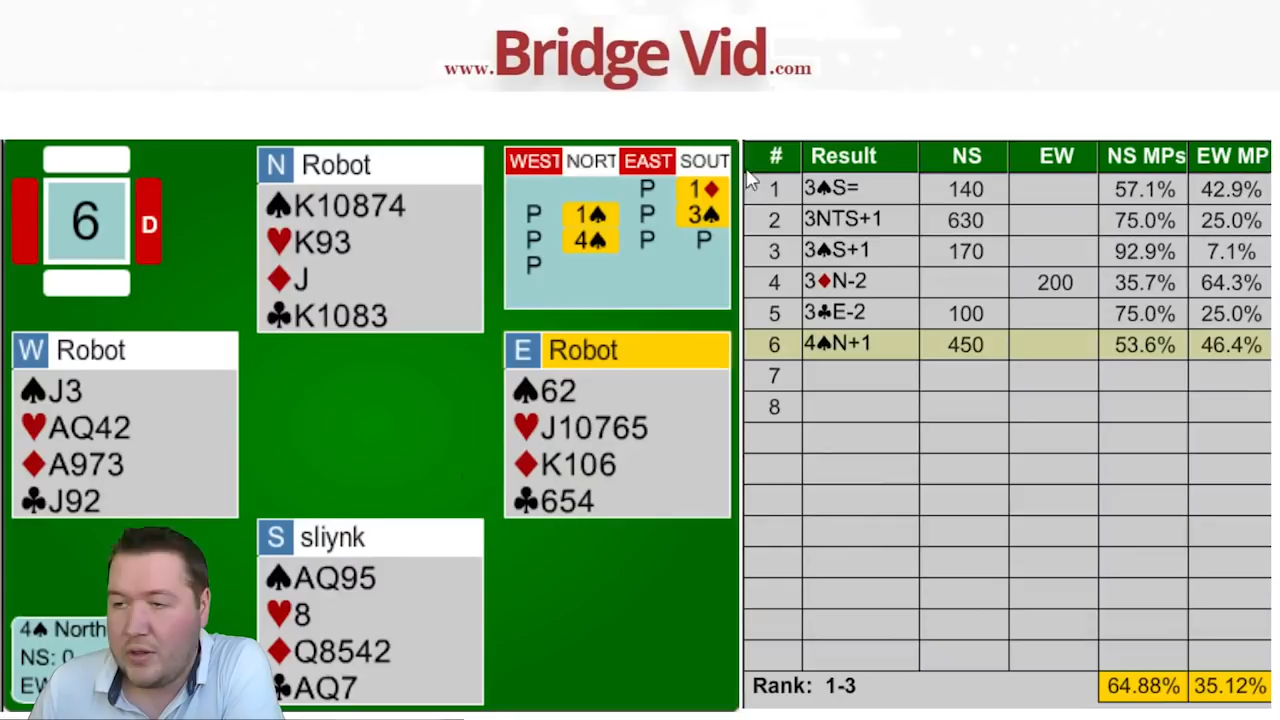 www.Bridge Vid.com
6
D
N Robot
♠K10874
♥K93
♦J
♣K1083
WEST NORT EAST SOUT
P 1♦
P 1♠ P 3♠
P 4♠ P P
P
W Robot
♠J3
♥AQ42
♦A973
♣J92
E Robot
♠62
♥J10765
♦K106
♣654
S sliynk
♠AQ95
♥8
♦Q8542
♣AQ7
4♠ North
NS: 0
EW
# Result NS EW NS MPs EW MP
1 3♠S= 140 57.1% 42.9%
2 3NTS+1 630 75.0% 25.0%
3 3♠S+1 170 92.9% 7.1%
4 3♦N-2 200 35.7% 64.3%
5 3♣E-2 100 75.0% 25.0%
6 4♠N+1 450 53.6% 46.4%
7
8
Rank: 1-3 64.88% 35.12%